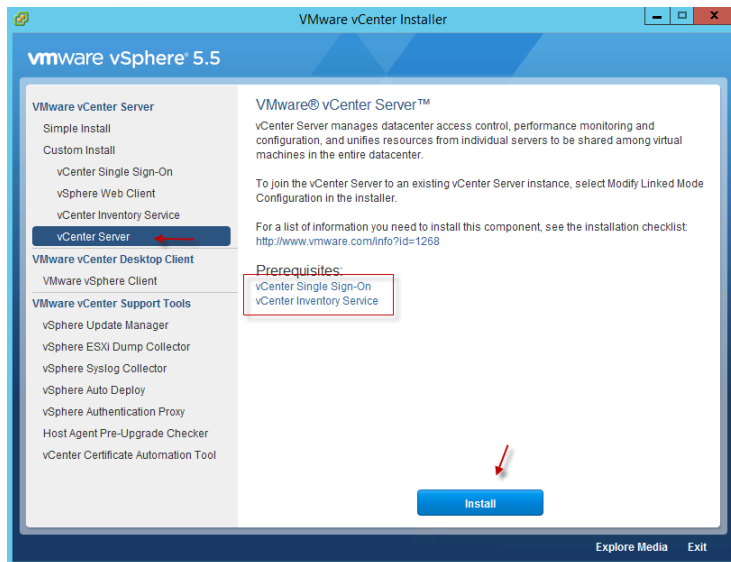 VMware vCenter Installer
vmware vSphere® 5.5
VMware vCenter Server
Simple Install
Custom Install
vCenter Single Sign-On
vSphere Web Client
vCenter Inventory Service
vCenter Server
VMware vCenter Desktop Client
VMware vSphere Client
VMware vCenter Support Tools
vSphere Update Manager
vSphere ESXi Dump Collector
vSphere Syslog Collector
vSphere Auto Deploy
vSphere Authentication Proxy
Host Agent Pre-Upgrade Checker
vCenter Certificate Automation Tool
VMware® vCenter Server™
vCenter Server manages datacenter access control, performance monitoring and
configuration, and unifies resources from individual servers to be shared among virtual
machines in the entire datacenter.
To join the vCenter Server to an existing vCenter Server instance, select Modify Linked Mode
Configuration in the installer.
For a list of information you need to install this component, see the installation checklist:
http://www.vmware.com/info?id=1268
Prerequisites:
vCenter Single Sign-On
vCenter Inventory Service
Install
Explore Media Exit